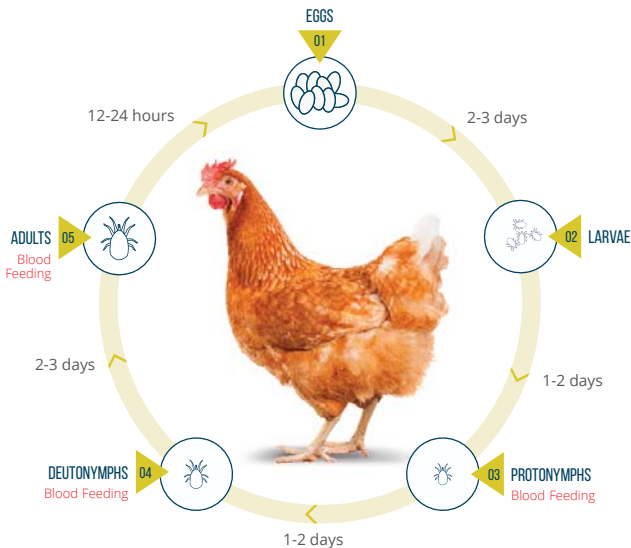 EGGS
01
2-3 days
02 LARVAE
1-2 days
03 PROTONYMPHS
Blood Feeding
1-2 days
DEUTONYMPHS 04
Blood Feeding
2-3 days
ADULTS 05
Blood
Feeding
12-24 hours